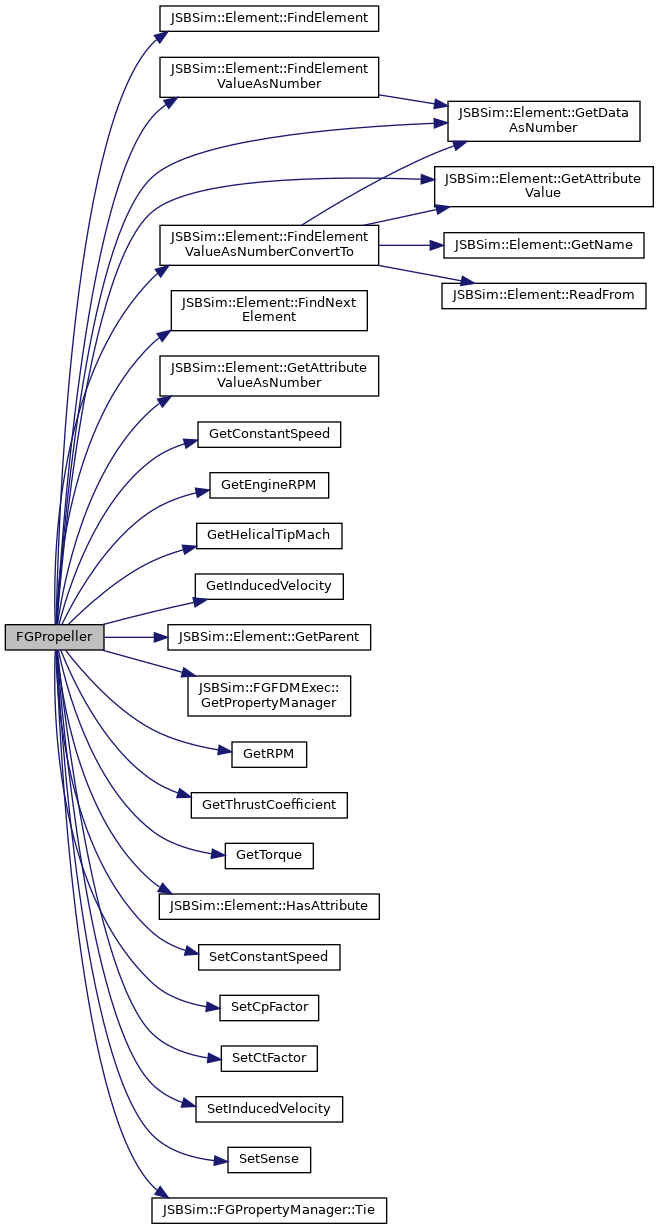 JSBSim::Element::FindElement
JSBSim::Element::FindElement
ValueAsNumber
JSBSim::Element::GetData
AsNumber
JSBSim::Element::GetAttribute
Value
JSBSim::Element::FindElement
ValueAsNumberConvertTo
JSBSim::Element::GetName
JSBSim::Element::ReadFrom
JSBSim::Element::FindNext
Element
JSBSim::Element::GetAttribute
ValueAsNumber
GetConstantSpeed
GetEngineRPM
GetHelicalTipMach
GetInducedVelocity
FGPropeller
JSBSim::Element::GetParent
JSBSim::FGFDMExec::
GetPropertyManager
GetRPM
GetThrustCoefficient
GetTorque
JSBSim::Element::HasAttribute
SetConstantSpeed
SetCpFactor
SetCtFactor
SetInducedVelocity
SetSense
JSBSim::FGPropertyManager::Tie